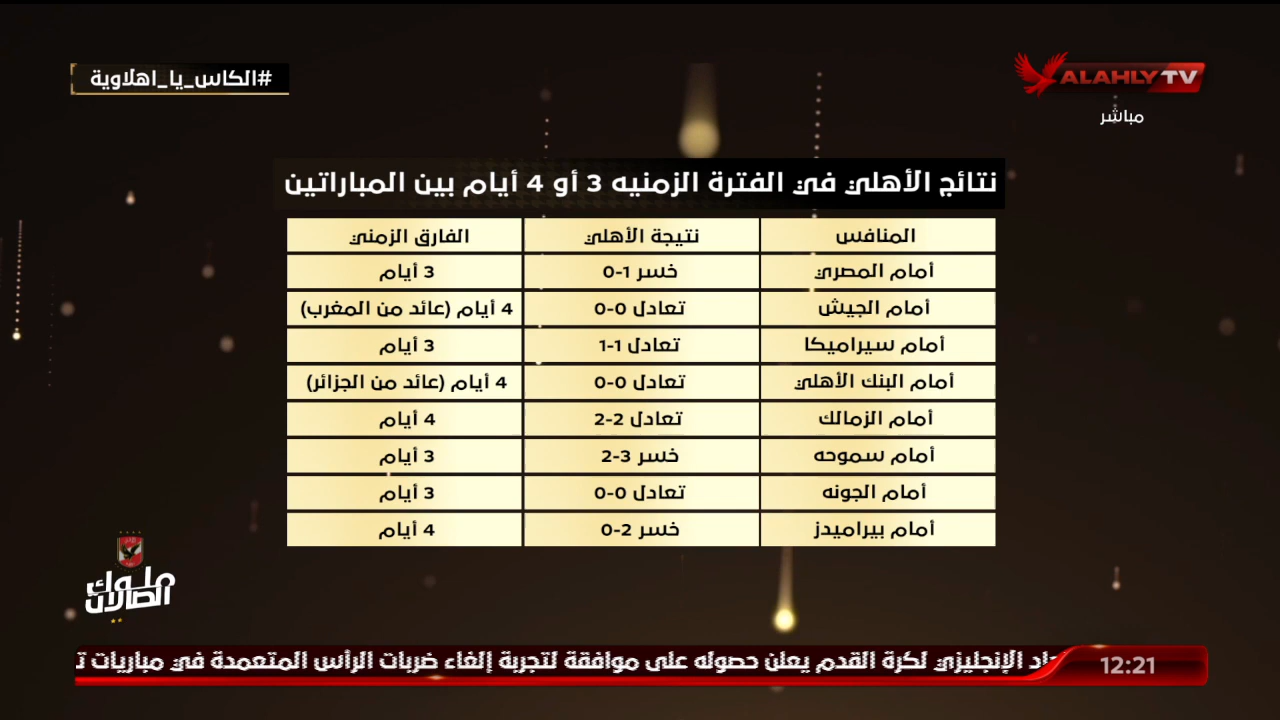 #الكاس_يا_اهلاوية
ALAHLY TV
مباشر
نتائج الأهلي في الفترة الزمنيه 3 أو 4 أيام بين المباراتين
المنافس نتيجة الأهلي الفارق الزمني
أمام المصري خسر 1-0 3 أيام
أمام الجيش تعادل 0-0 4 أيام (عائد من المغرب)
أمام سيراميكا تعادل 1-1 3 أيام
أمام البنك الأهلي تعادل 0-0 4 أيام (عائد من الجزائر)
أمام الزمالك تعادل 2-2 4 أيام
أمام سموحه خسر 3-2 3 أيام
أمام الجونه تعادل 0-0 3 أيام
أمام بيراميدز خسر 2-0 4 أيام
ملوك
الصالات
الإنجليزي لكرة القدم يعلن حصوله على موافقة لتجربة إلغاء ضربات الرأس المتعمدة في مباريات
12:21